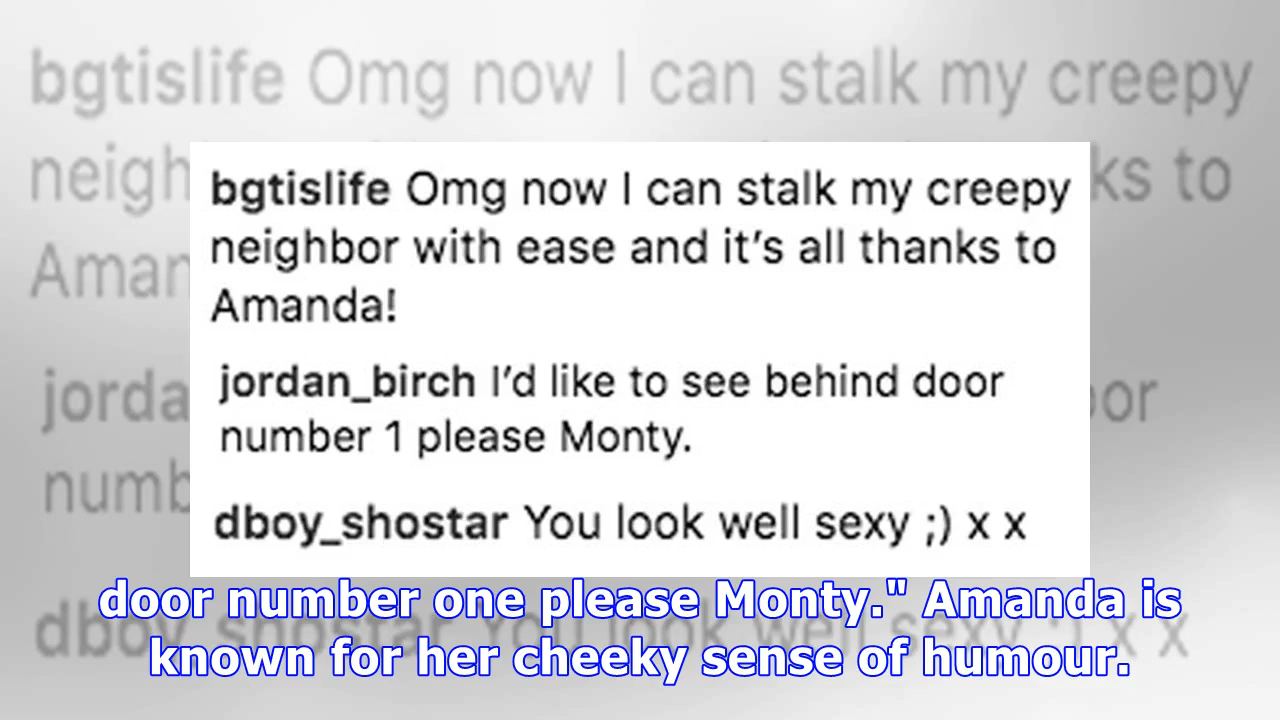 bgtislife Omg now I can stalk my creepy
neighbor with ease and it's all thanks to
Amanda!
jordan_birch I'd like to see behind door
number 1 please Monty.
dboy_shostar You look well sexy ;) x x
door number one please Monty." Amanda is
known for her cheeky sense of humour.